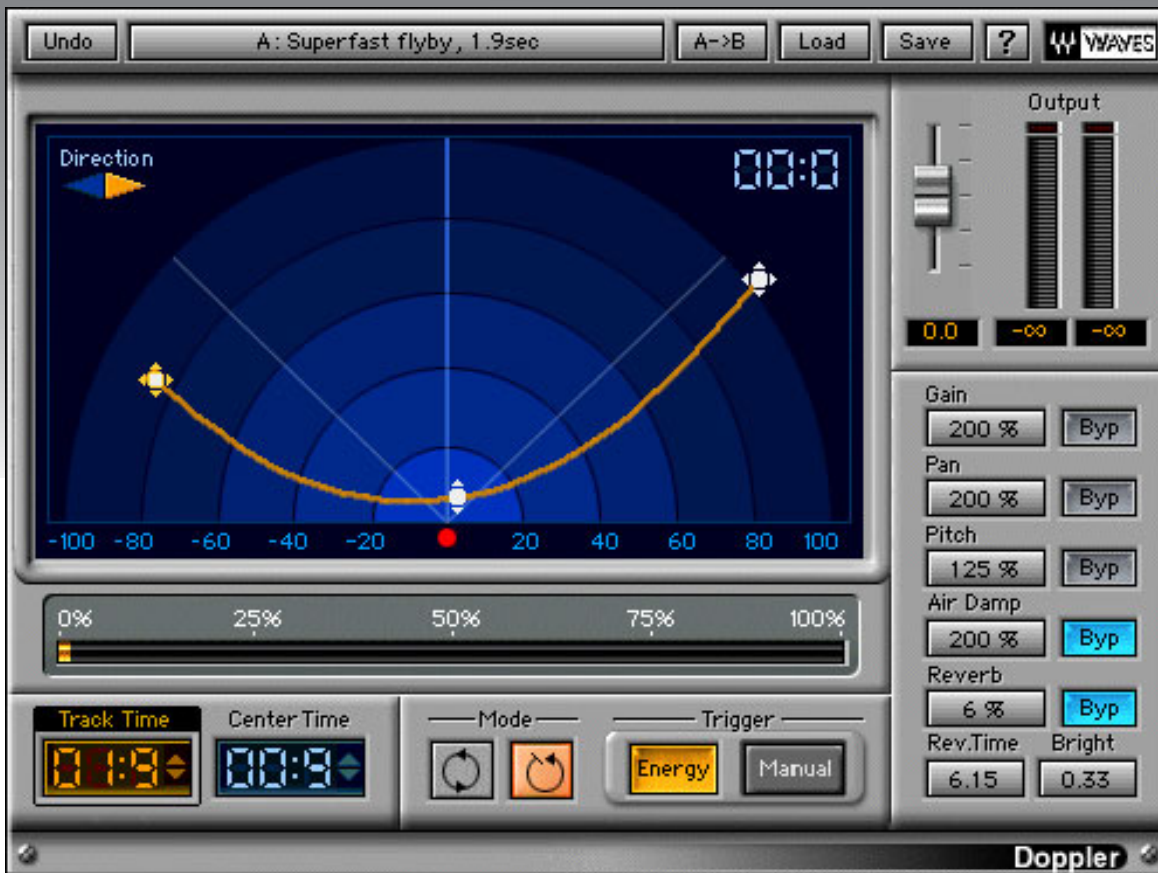 Undo
A: Superfast flyby, 1.9sec
A->B
Load
Save
?
WAVES
Direction
00:0
-100 -80 -60 -40 -20 20 40 60 80 100
0% 25% 50% 75% 100%
Track Time
01:9
Center Time
00:9
Mode
Trigger
Energy
Manual
Output
0.0 -∞ -∞
Gain
200 % Byp
Pan
200 % Byp
Pitch
125 % Byp
Air Damp
200 % Byp
Reverb
6 % Byp
Rev.Time Bright
6.15 0.33
Doppler